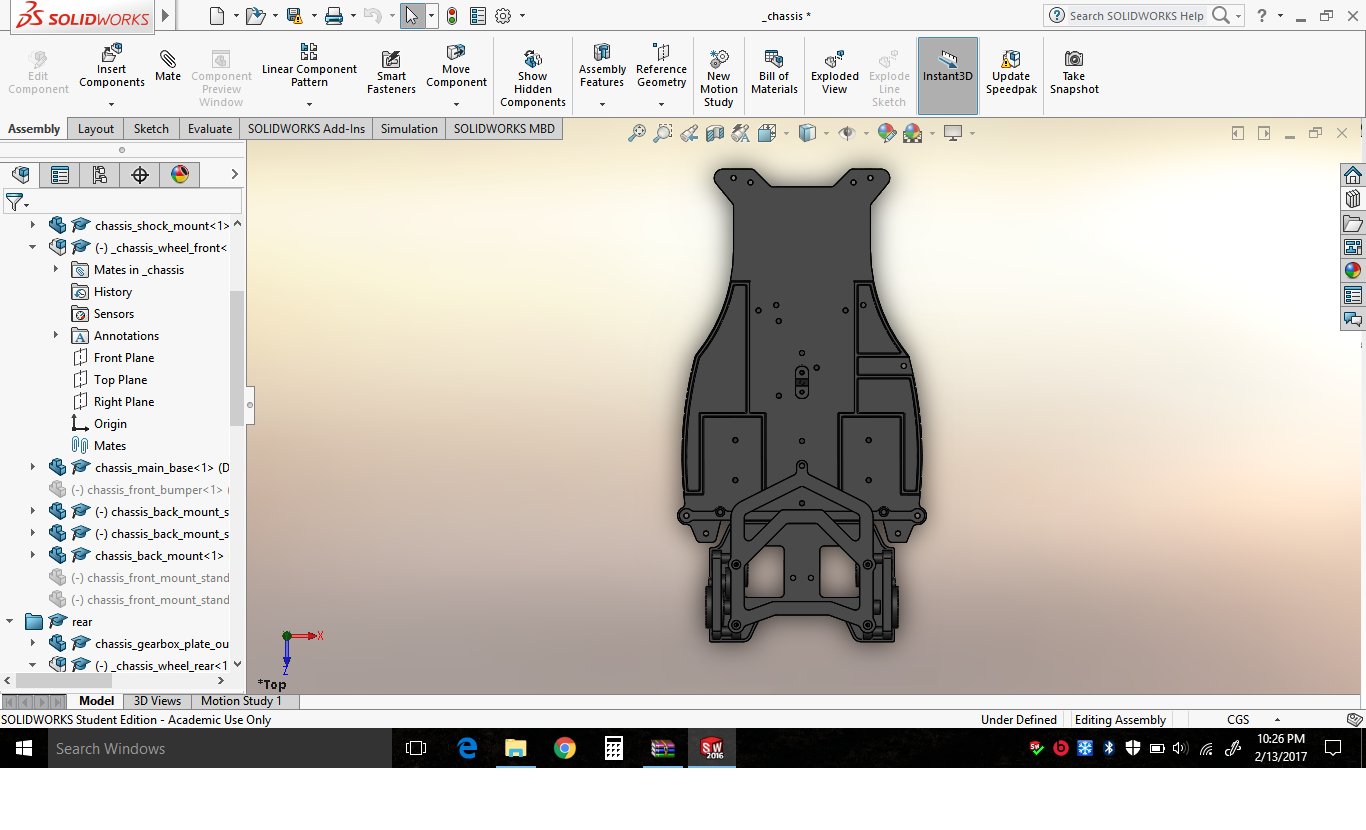 SOLIDWORKS
_chassis *
Search SOLIDWORKS Help
?
Edit Component
Insert Components
Mate
Component Preview Window
Linear Component Pattern
Smart Fasteners
Move Component
Show Hidden Components
Assembly Features
Reference Geometry
New Motion Study
Bill of Materials
Exploded View
Explode Line Sketch
Instant3D
Update Speedpak
Take Snapshot
Assembly
Layout
Sketch
Evaluate
SOLIDWORKS Add-Ins
Simulation
SOLIDWORKS MBD
chassis_shock_mount<1>
(-) _chassis_wheel_front<
Mates in _chassis
History
Sensors
A Annotations
Front Plane
Top Plane
Right Plane
Origin
Mates
chassis_main_base<1> (D
(-) chassis_front_bumper<1> (
(-) chassis_back_mount_s
(-) chassis_back_mount_s
chassis_back_mount<1>
(-) chassis_front_mount_stand
(-) chassis_front_mount_stand
rear
chassis_gearbox_plate_ou
(-) _chassis_wheel_rear<1
X
Z
*Top
Model
3D Views
Motion Study 1
SOLIDWORKS Student Edition - Academic Use Only
Under Defined
Editing Assembly
CGS
Search Windows
SW
2016
10:26 PM
2/13/2017